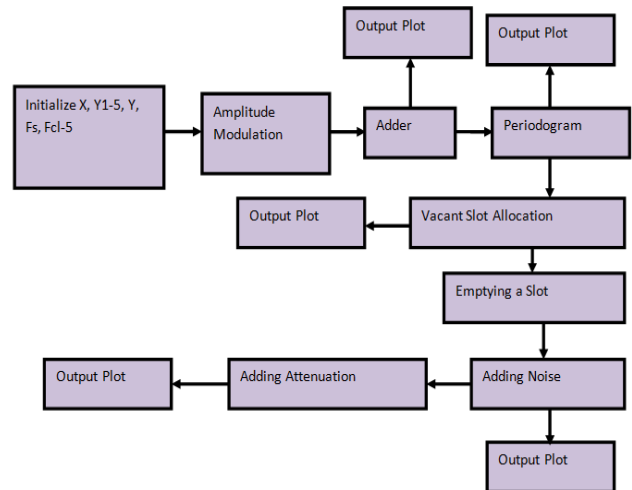 Output Plot
Output Plot
Initialize X, Y1-5, Y,
Fs, Fcl-5
Amplitude
Modulation
Adder
Periodogram
Output Plot
Vacant Slot Allocation
Emptying a Slot
Output Plot
Adding Attenuation
Adding Noise
Output Plot